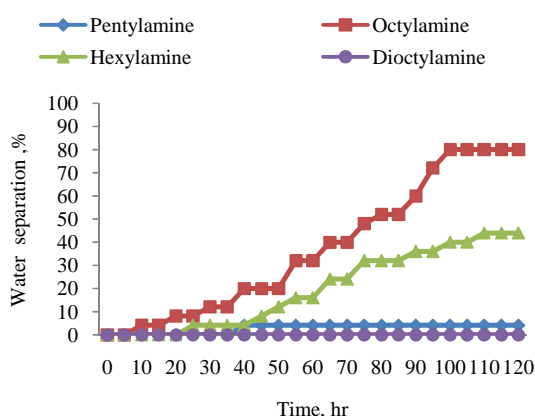 Pentylamine Octylamine
Hexylamine Dioctylamine
100
90
80
70
60
50
40
30
20
10
0
Water separation ,%
0 10 20 30 40 50 60 70 80 90 100 110 120
Time, hr